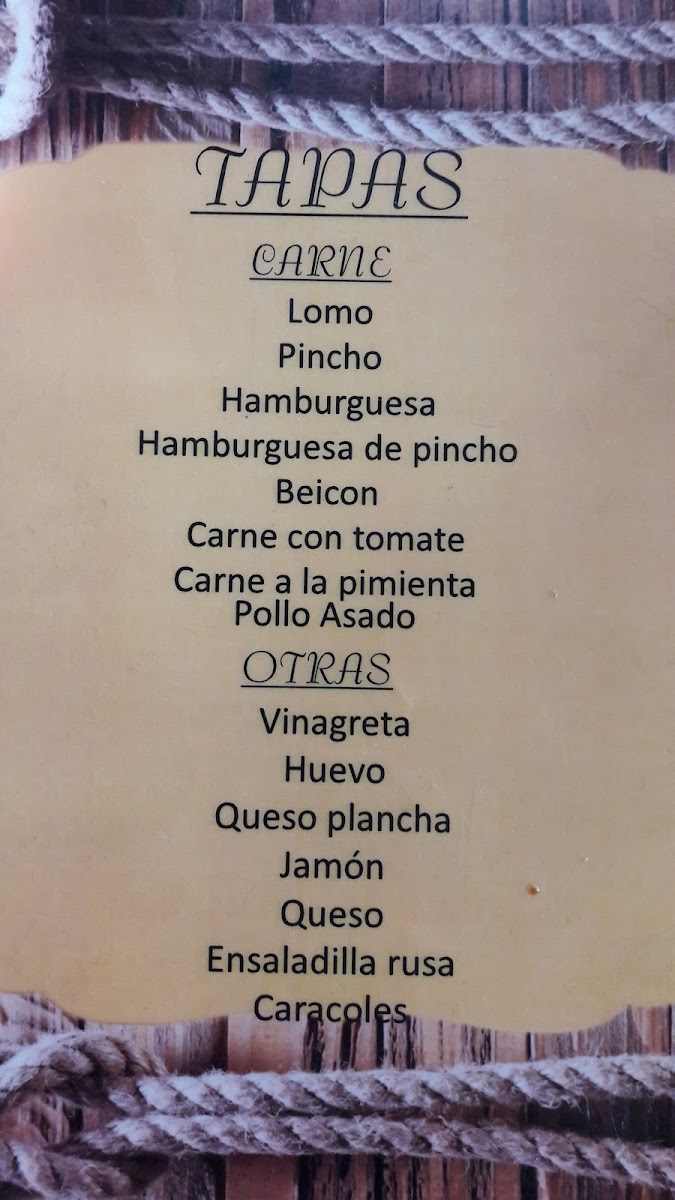 TAPAS
CARNE
Lomo
Pincho
Hamburguesa
Hamburguesa de pincho
Beicon
Carne con tomate
Carne a la pimienta
Pollo Asado
OTRAS
Vinagreta
Huevo
Queso plancha
Jamón
Queso
Ensaladilla rusa
Caracoles